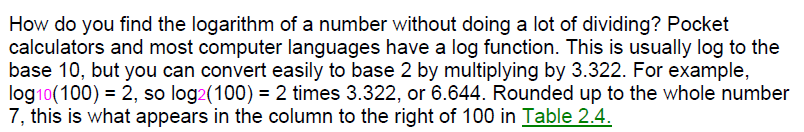 How do you find the logarithm of a number without doing a lot of dividing? Pocket
calculators and most computer languages have a log function. This is usually log to the
base 10, but you can convert easily to base 2 by multiplying by 3.322. For example,
log10(100) = 2, so log2(100) = 2 times 3.322, or 6.644. Rounded up to the whole number
7, this is what appears in the column to the right of 100 in Table 2.4.